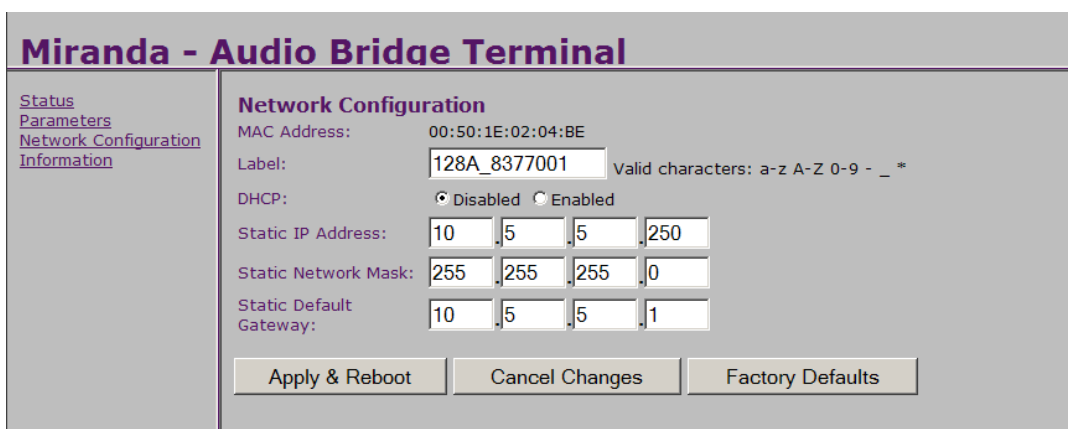 Miranda - Audio Bridge Terminal
Status
Parameters
Network Configuration
Information
Network Configuration
MAC Address: 00:50:1E:02:04:BE
Label: 128A_8377001 Valid characters: a-z A-Z 0-9 - _ *
DHCP: Disabled Enabled
Static IP Address: 10 . 5 . 5 . 250
Static Network Mask: 255 . 255 . 255 . 0
Static Default
Gateway: 10 . 5 . 5 . 1
Apply & Reboot Cancel Changes Factory Defaults